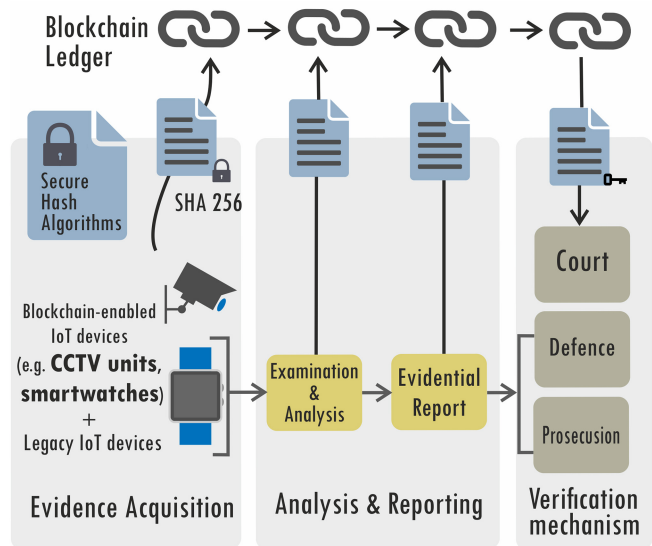 Blockchain
Ledger
Secure
Hash
Algorithms
SHA 256
Blockchain-enabled
IoT devices
(e.g. CCTV units,
smartwatches)
+
Legacy IoT devices
Evidence Acquisition
Examination
&
Analysis
Evidential
Report
Analysis & Reporting
Court
Defence
Prosecusion
Verification
mechanism